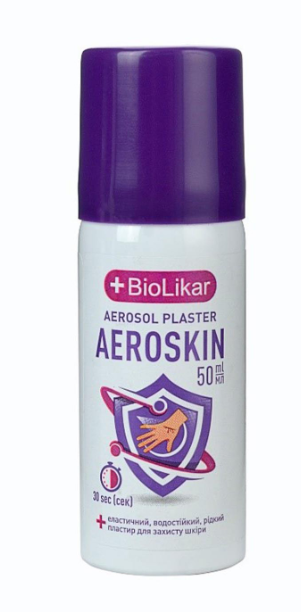 +BioLikar
AEROSOL PLASTER
AEROSKIN
50 ml
мл
30 sec (сек)
+ еластичний, водостійкий, рідкий
пластир для захисту шкіри